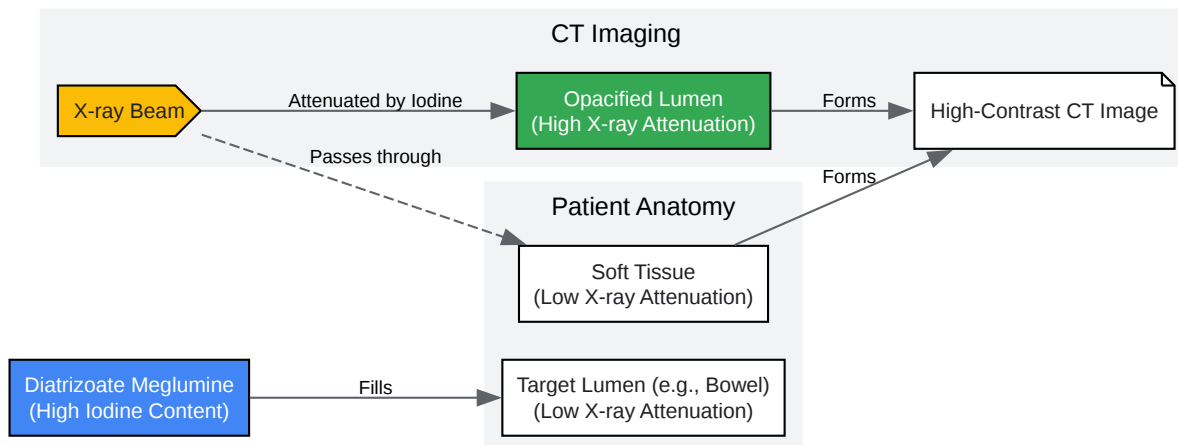 CT Imaging
X-ray Beam
Attenuated by Iodine
Opacified Lumen
(High X-ray Attenuation)
Forms
High-Contrast CT Image
Passes through
Forms
Patient Anatomy
Soft Tissue
(Low X-ray Attenuation)
Diatrizoate Meglumine
(High Iodine Content)
Fills
Target Lumen (e.g., Bowel)
(Low X-ray Attenuation)